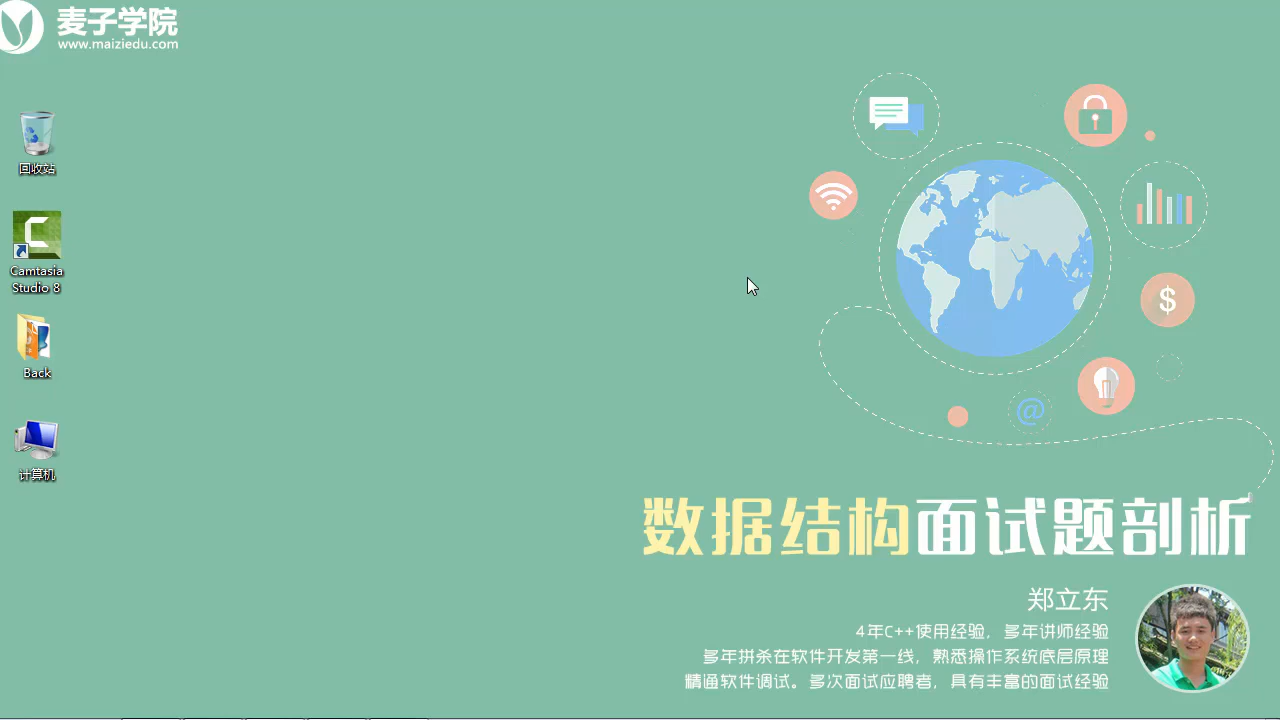 麦子学院
www.maiziedu.com
回收站
Camtasia
Studio 8
Back
计算机
@
$
数据结构面试题剖析
郑立东
4年C++使用经验，多年讲师经验
多年拼杀在软件开发第一线，熟悉操作系统底层原理
精通软件调试。多次面试应聘者，具有丰富的面试经验